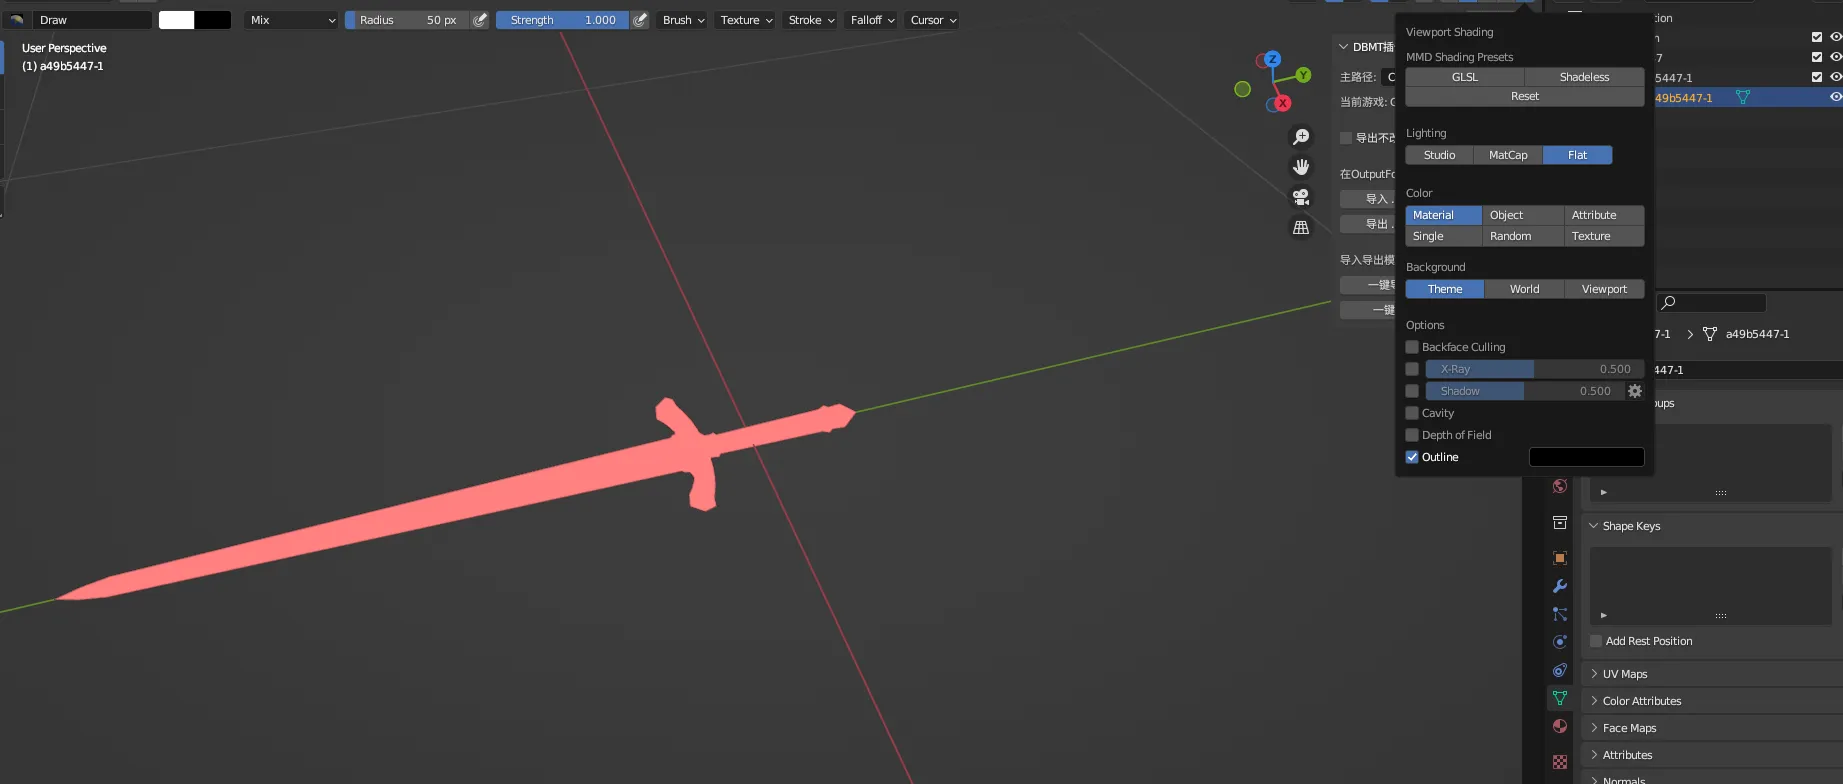 Draw
Mix
Radius 50 px
Strength 1.000
Brush
Texture
Stroke
Falloff
Cursor
User Perspective
(1) a49b5447-1
Z
Y
X
DBMT插
主路径: C
当前游戏: G
导出不改
在OutputFo
导入 .
导出 .
导入导出模
一键导
一键
Viewport Shading
MMD Shading Presets
GLSL Shadeless
Reset
Lighting
Studio MatCap Flat
Color
Material Object Attribute
Single Random Texture
Background
Theme World Viewport
Options
Backface Culling
X-Ray 0.500
Shadow 0.500
Cavity
Depth of Field
Outline
tion
n
7
5447-1
a49b5447-1
7-1 > a49b5447-1
447-1
oups
Shape Keys
Add Rest Position
UV Maps
Color Attributes
Face Maps
Attributes
Normals